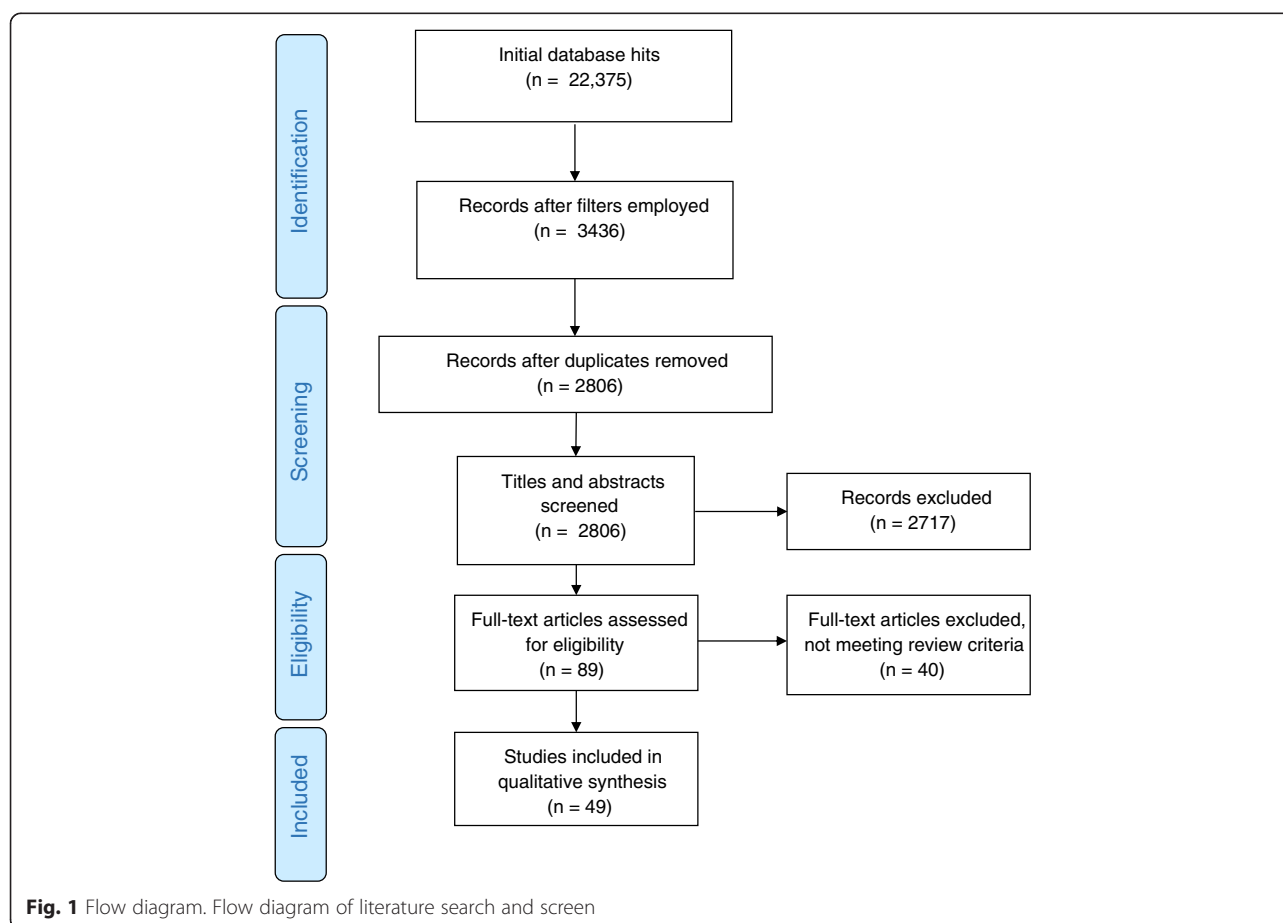 Identification
Initial database hits
(n = 22,375)
Records after filters employed
(n = 3436)
Screening
Records after duplicates removed
(n = 2806)
Titles and abstracts
screened
(n = 2806)
Records excluded
(n = 2717)
Eligibility
Full-text articles assessed
for eligibility
(n = 89)
Full-text articles excluded,
not meeting review criteria
(n = 40)
Included
Studies included in
qualitative synthesis
(n = 49)
Fig. 1 Flow diagram. Flow diagram of literature search and screen